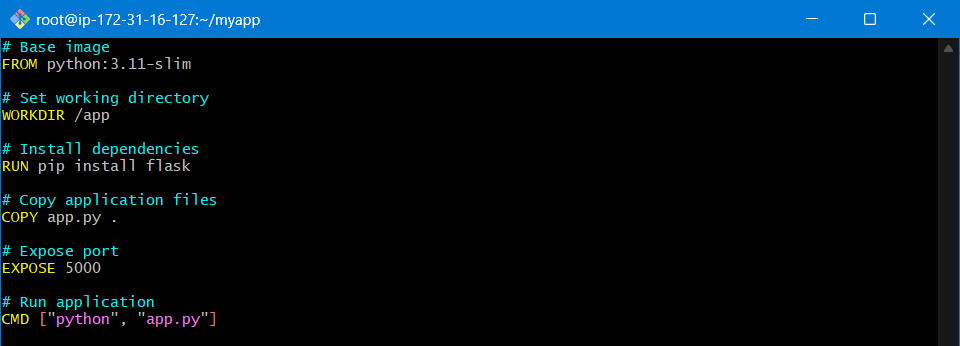 root@ip-172-31-16-127:~/myapp
# Base image
FROM python:3.11-slim
# Set working directory
WORKDIR /app
# Install dependencies
RUN pip install flask
# Copy application files
COPY app.py .
# Expose port
EXPOSE 5000
# Run application
CMD ["python", "app.py"]